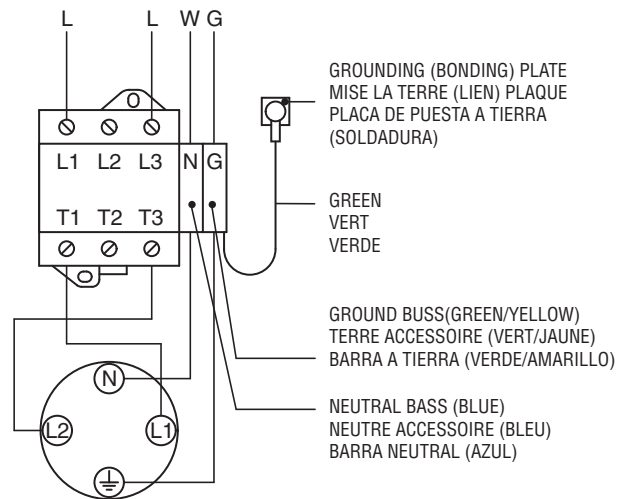 L L W G
GROUNDING (BONDING) PLATE
MISE LA TERRE (LIEN) PLAQUE
PLACA DE PUESTA A TIERRA
(SOLDADURA)
L1 L2 L3 N G
T1 T2 T3
GREEN
VERT
VERDE
GROUND BUSS(GREEN/YELLOW)
TERRE ACCESSOIRE (VERT/JAUNE)
BARRA A TIERRA (VERDE/AMARILLO)
N
L2 L1
NEUTRAL BASS (BLUE)
NEUTRE ACCESSOIRE (BLEU)
BARRA NEUTRAL (AZUL)